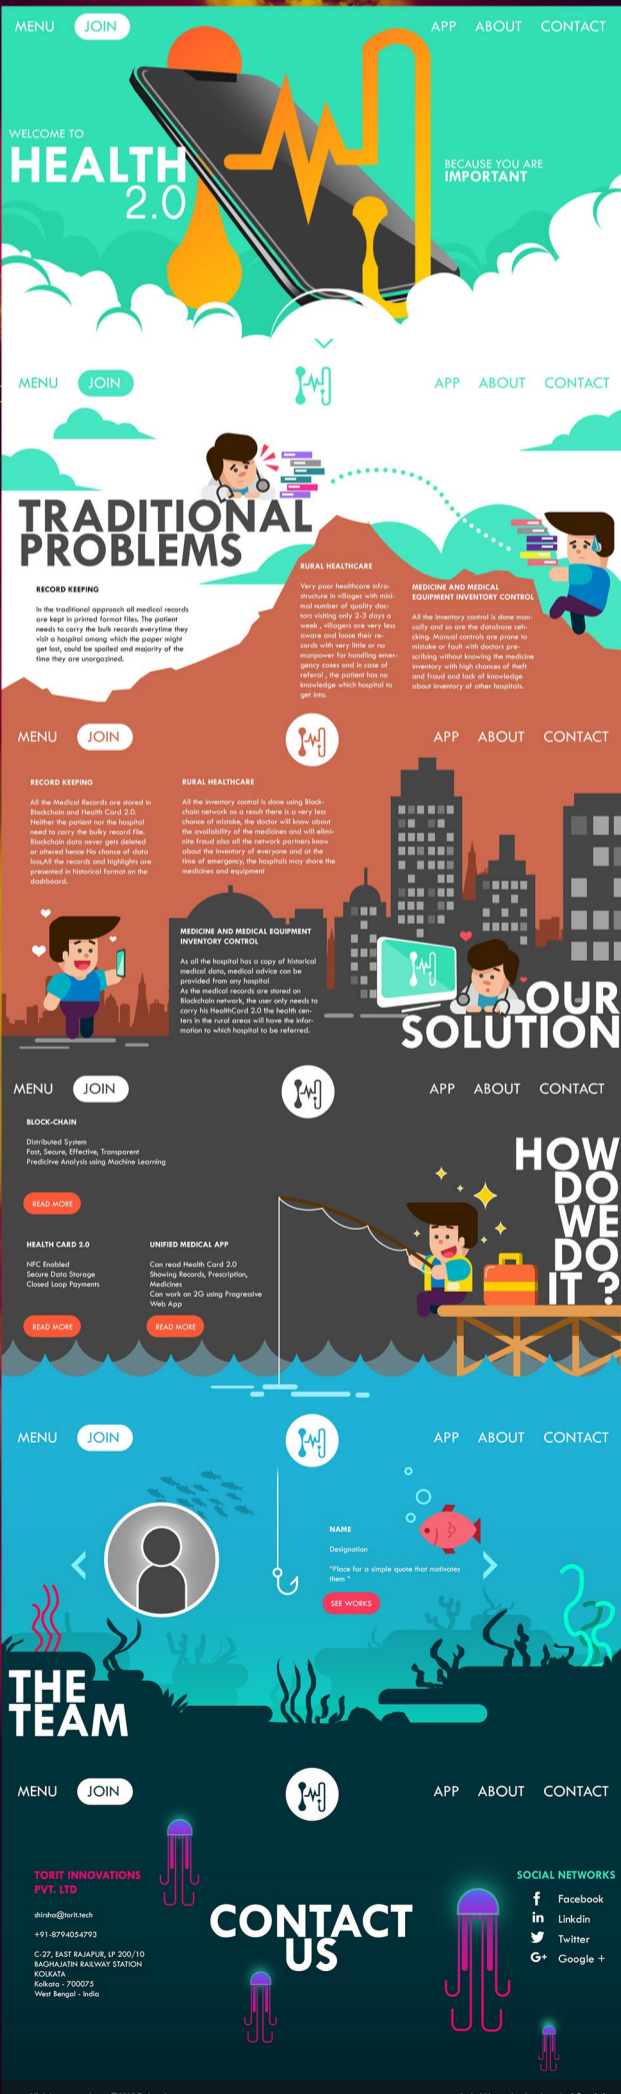 MENU JOIN APP ABOUT CONTACT
WELCOME TO
HEALTH
2.0
BECAUSE YOU ARE
IMPORTANT
MENU JOIN APP ABOUT CONTACT
TRADITIONAL
PROBLEMS
RECORD KEEPING
In the traditional approach all medical records
are kept in printed format files. The patient
needs to carry the bulk records everytime they
visit a hospital among which the paper might
get lost, could be spoiled and majority of the
time they are unorgazined.
RURAL HEALTHCARE
Very poor healthcare infra-
structure in villages with mini-
mal number of quality doc-
tors visiting only 2-3 days a
week , villagers are very less
aware and loose their re-
cords with very little or no
manpower for handling emer-
gency cases and in case of
referal , the patient has no
knowledge which hospital to
get into.
MEDICINE AND MEDICAL
EQUIPMENT INVENTORY CONTROL
All the inventory control is done man-
ually and so are the database ceh-
cking. Manual controls are prone to
mistake or fault with doctors pre-
scribing without knowing the medicine
inventory with high chances of theft
and fraud and lack of knowledge
about inventory of other hospitals.
MENU JOIN APP ABOUT CONTACT
RECORD KEEPING
All the Medical Records are stored in
Blockchain and Health Card 2.0.
Neither the patient nor the hospital
need to carry the bulky record file.
Blockchain data never gets deleted
or altered hence No chance of data
loss,All the records and highlights are
presented in historical format on the
dashboard.
RURAL HEALTHCARE
All the inventory control is done using Block-
chain network as a result there is a very less
chance of mistake, the doctor will know about
the availability of the medicines and will elimi-
nite fraud also all the network partners know
about the inventory of everyone and at the
time of emergency, the hospitals may share the
medicines and equipment
MEDICINE AND MEDICAL EQUIPMENT
INVENTORY CONTROL
As all the hospital has a copy of historical
medical data, medical advice can be
provided from any hospital
As the medical records are stored on
Blockchain network, the user only needs to
carry his HealthCard 2.0 the health cen-
ters in the rural areas will have the infor-
mation to which hospital to be referred.
OUR
SOLUTION
MENU JOIN APP ABOUT CONTACT
BLOCK-CHAIN
Distributed System
Fast, Secure, Effective, Transparent
Predicitve Analysis using Machine Learning
READ MORE
HEALTH CARD 2.0
NFC Enabled
Secure Data Storage
Closed Loop Payments
READ MORE
UNIFIED MEDICAL APP
Can read Health Card 2.0
Showing Records, Prescription,
Medicines
Can work on 2G using Progressive
Web App
READ MORE
HOW
DO
WE
DO
IT ?
MENU JOIN APP ABOUT CONTACT
NAME
Designation
"Place for a simple quote that motivates
them "
SEE WORKS
THE
TEAM
MENU JOIN APP ABOUT CONTACT
TORIT INNOVATIONS
PVT. LTD
shirsha@torit.tech
+91-8794054793
C-27, EAST RAJAPUR, LP 200/10
BAGHAJATIN RAILWAY STATION
KOLKATA
Kolkata - 700075
West Bengal - India
CONTACT
US
SOCIAL NETWORKS
Facebook
Linkdin
Twitter
Google +